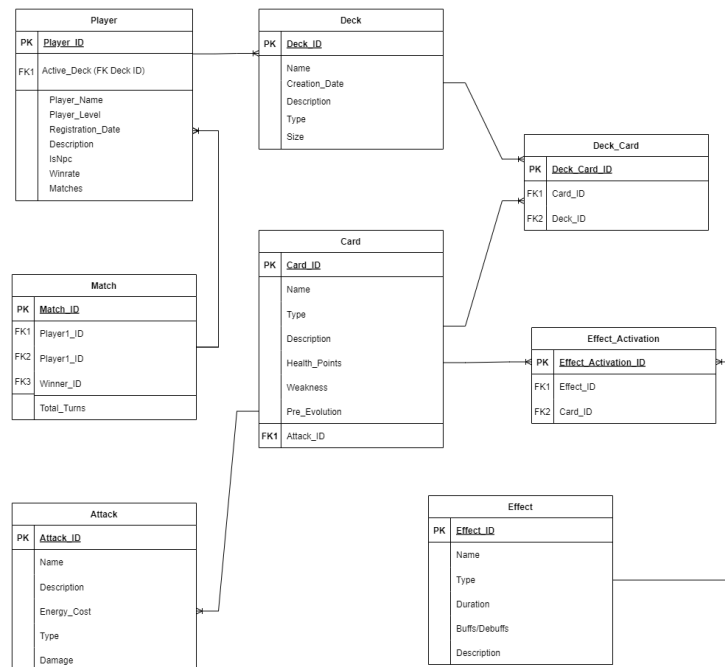 Player
PK Player_ID
FK1 Active_Deck (FK Deck ID)
Player_Name
Player_Level
Registration_Date
Description
IsNpc
Winrate
Matches
Deck
PK Deck_ID
Name
Creation_Date
Description
Type
Size
Deck_Card
PK Deck_Card_ID
FK1 Card_ID
FK2 Deck_ID
Card
PK Card_ID
Name
Type
Description
Health_Points
Weakness
Pre_Evolution
FK1 Attack_ID
Match
PK Match_ID
FK1 Player1_ID
FK2 Player1_ID
FK3 Winner_ID
Total_Turns
Effect_Activation
PK Effect_Activation_ID
FK1 Effect_ID
FK2 Card_ID
Attack
PK Attack_ID
Name
Description
Energy_Cost
Type
Damage
Effect
PK Effect_ID
Name
Type
Duration
Buffs/Debuffs
Description